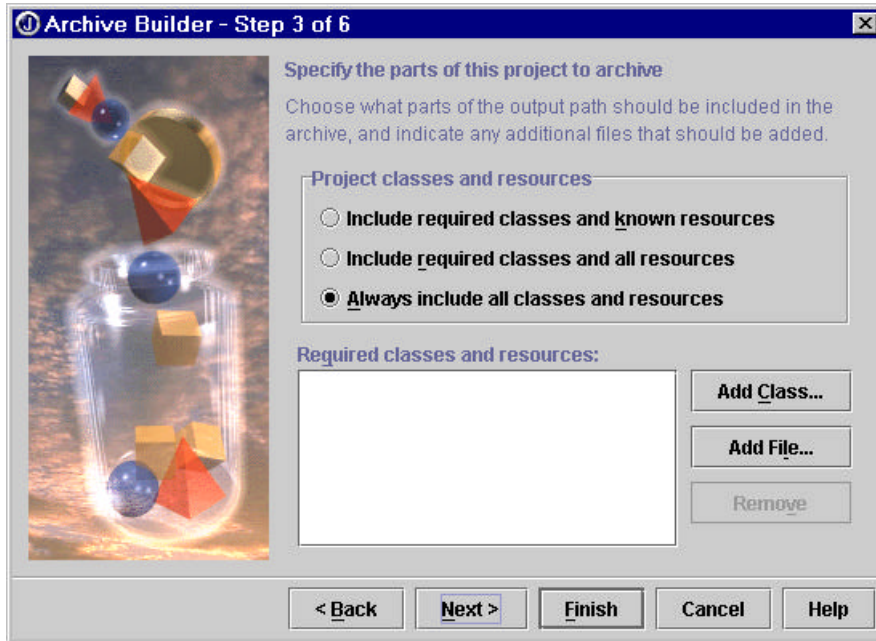 Archive Builder - Step 3 of 6
Specify the parts of this project to archive
Choose what parts of the output path should be included in the
archive, and indicate any additional files that should be added.
Project classes and resources
Include required classes and known resources
Include required classes and all resources
Always include all classes and resources
Required classes and resources:
Add Class...
Add File...
Remove
< Back
Next >
Finish
Cancel
Help